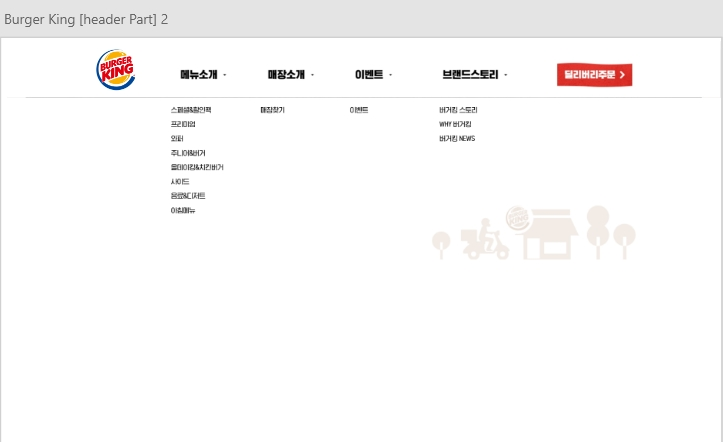 Burger King [header Part] 2
BURGER KING
메뉴소개 매장소개 이벤트 브랜드스토리 딜리버리주문
스페셜&할인팩 매장찾기 이벤트 버거킹 스토리
프리미엄 WHY 버거킹
와퍼 버거킹 NEWS
주니어&버거
올데이킹&치킨버거
사이드
음료&디저트
아침메뉴
BURGER KING